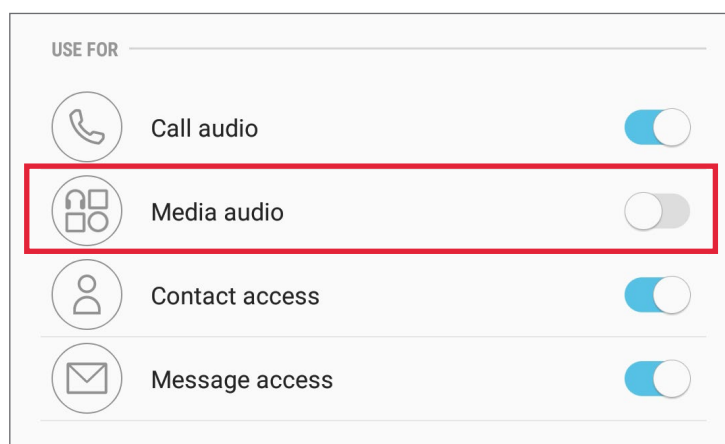 USE FOR
Call audio
Media audio
Contact access
Message access